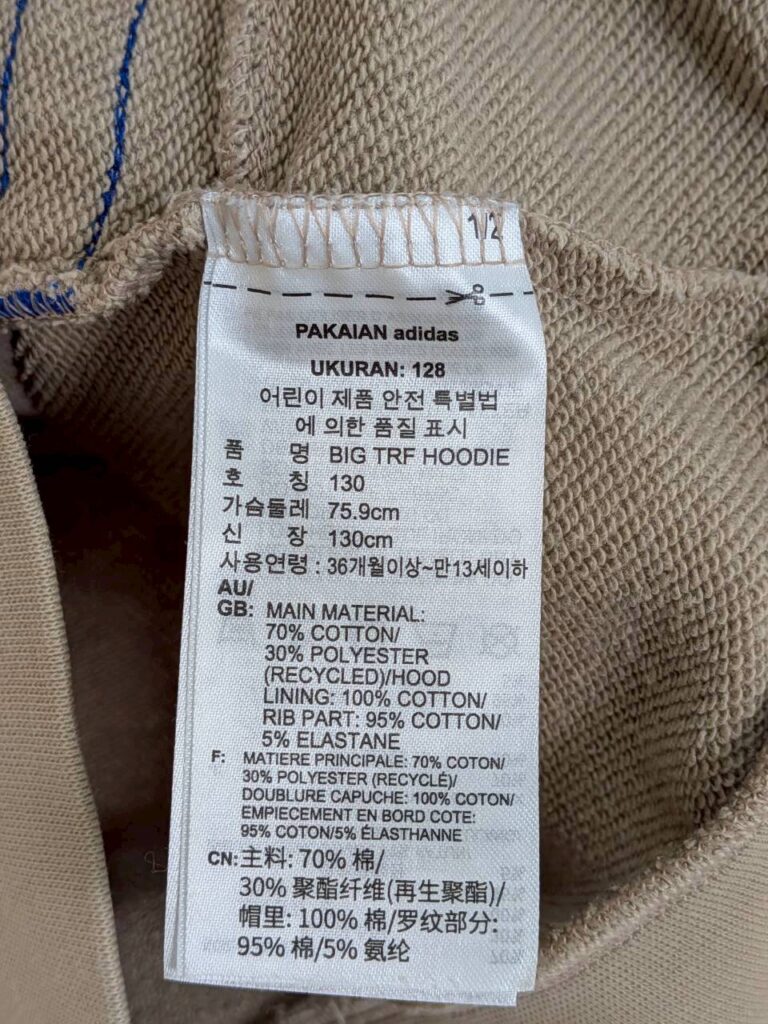 1/2
PAKAIAN adidas
UKURAN: 128
어린이 제품 안전 특별법
에 의한 품질 표시
품 명 BIG TRF HOODIE
호 칭 130
가슴둘레 75.9cm
신 장 130cm
사용연령 : 36개월이상~만13세이하
AU/
GB: MAIN MATERIAL:
70% COTTON/
30% POLYESTER
(RECYCLED)/HOOD
LINING: 100% COTTON/
RIB PART: 95% COTTON/
5% ELASTANE
F: MATIERE PRINCIPALE: 70% COTON/
30% POLYESTER (RECYCLÉ)/
DOUBLURE CAPUCHE: 100% COTON/
EMPIECEMENT EN BORD COTE:
95% COTON/5% ÉLASTHANNE
CN: 主料: 70% 棉/
30% 聚酯纤维(再生聚酯)/
帽里: 100% 棉/罗纹部分:
95% 棉/5% 氨纶